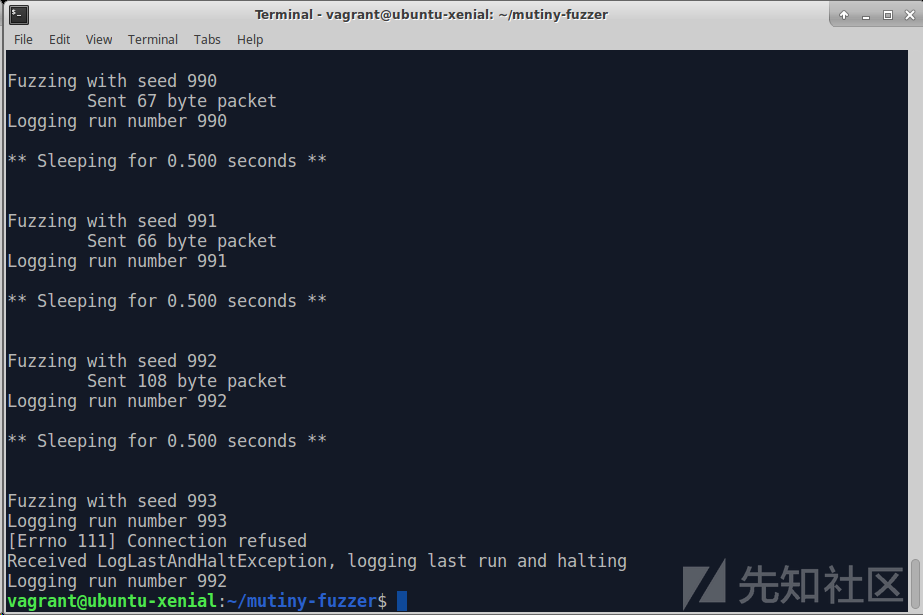 Terminal - vagrant@ubuntu-xenial: ~/mutiny-fuzzer
File Edit View Terminal Tabs Help
Fuzzing with seed 990
Sent 67 byte packet
Logging run number 990
** Sleeping for 0.500 seconds **
Fuzzing with seed 991
Sent 66 byte packet
Logging run number 991
** Sleeping for 0.500 seconds **
Fuzzing with seed 992
Sent 108 byte packet
Logging run number 992
** Sleeping for 0.500 seconds **
Fuzzing with seed 993
Logging run number 993
[Errno 111] Connection refused
Received LogLastAndHaltException, logging last run and halting
Logging run number 992
vagrant@ubuntu-xenial:~/mutiny-fuzzer$
先知社区